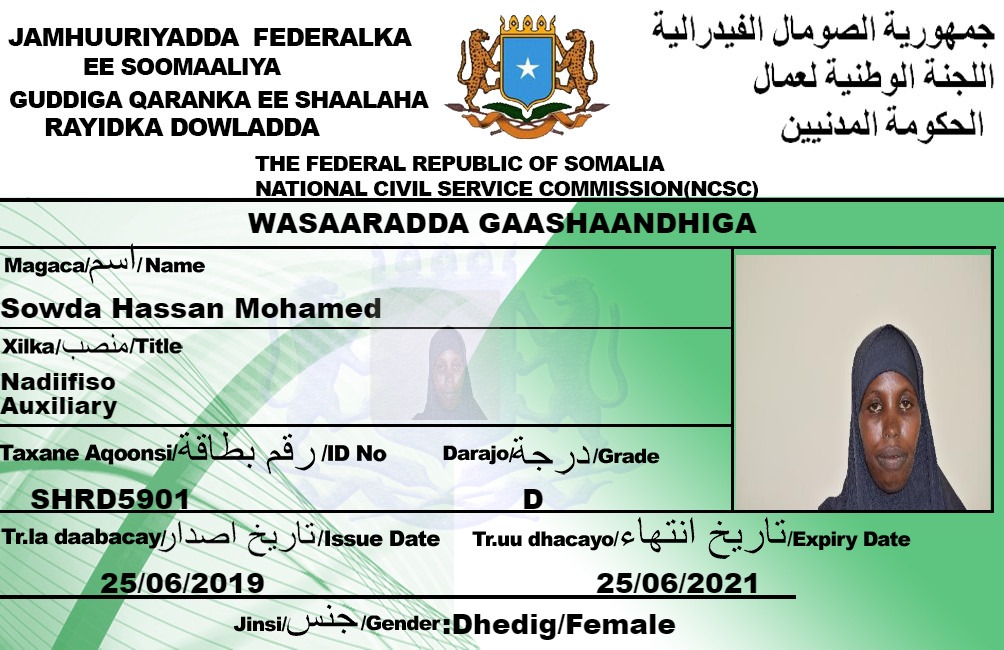 JAMHUURIYADDA FEDERALKA
EE SOOMAALIYA
GUDDIGA QARANKA EE SHAALAHA
RAYIDKA DOWLADDA
جمهورية الصومال الفيدرالية
اللجنة الوطنية لعمال
الحكومة المدنيين
THE FEDERAL REPUBLIC OF SOMALIA
NATIONAL CIVIL SERVICE COMMISSION(NCSC)
WASAARADDA GAASHAANDHIGA
Magaca/اسم/Name
Sowda Hassan Mohamed
Xilka/منصب/Title
Nadiifiso
Auxiliary
Taxane Aqoonsi/رقم بطاقة/ID No
Darajo/درجة/Grade
SHRD5901
D
Tr.la daabacay/تاريخ اصدار/Issue Date
Tr.uu dhacayo/تاريخ انتهاء/Expiry Date
25/06/2019
25/06/2021
Jinsi/جنس/Gender:Dhedig/Female